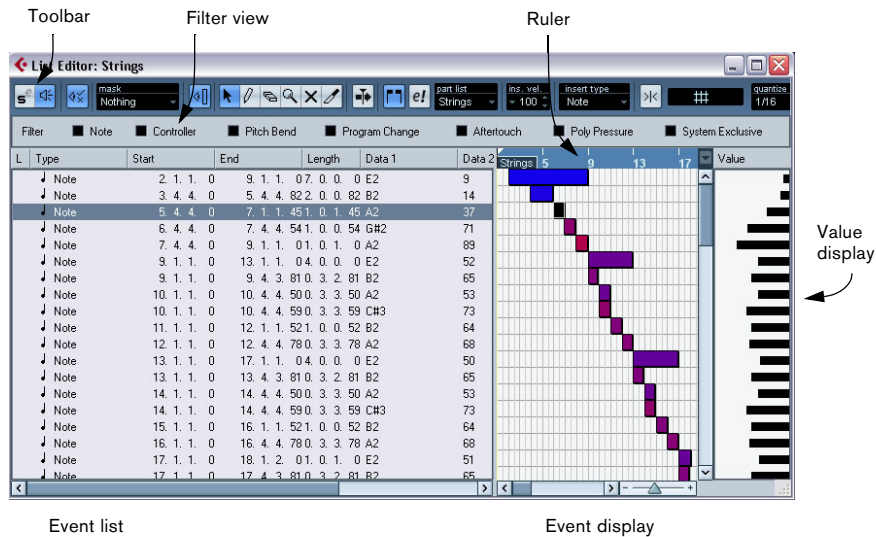 Toolbar
Filter view
Ruler
List Editor: Strings
mask
Nothing
part list
Strings
ins. vel.
100
insert type
Note
quantize
1/16
Filter Note Controller Pitch Bend Program Change Aftertouch Poly Pressure System Exclusive
L Type Start End Length Data 1 Data 2 Strings 5 9 13 17 Value
Note 2. 1. 1. 0 9. 1. 1. 0 7. 0. 0. 0 E2 9
Note 3. 4. 4. 0 5. 4. 4. 82 2. 0. 0. 82 B2 14
Note 5. 4. 4. 0 7. 1. 1. 45 1. 0. 1. 45 A2 37
Note 6. 4. 4. 0 7. 4. 4. 54 1. 0. 0. 54 G#2 71
Note 7. 4. 4. 0 9. 1. 1. 0 1. 0. 1. 0 A2 89
Note 9. 1. 1. 0 13. 1. 1. 0 4. 0. 0. 0 E2 52
Note 9. 1. 1. 0 9. 4. 3. 81 0. 3. 2. 81 B2 65
Note 10. 1. 1. 0 10. 4. 4. 50 0. 3. 3. 50 A2 53
Note 10. 1. 1. 0 10. 4. 4. 59 0. 3. 3. 59 C#3 73
Note 11. 1. 1. 0 12. 1. 1. 52 1. 0. 0. 52 B2 64
Note 12. 1. 1. 0 12. 4. 4. 78 0. 3. 3. 78 A2 68
Note 13. 1. 1. 0 17. 1. 1. 0 4. 0. 0. 0 E2 50
Note 13. 1. 1. 0 13. 4. 3. 81 0. 3. 2. 81 B2 65
Note 14. 1. 1. 0 14. 4. 4. 50 0. 3. 3. 50 A2 53
Note 14. 1. 1. 0 14. 4. 4. 59 0. 3. 3. 59 C#3 73
Note 15. 1. 1. 0 16. 1. 1. 52 1. 0. 0. 52 B2 64
Note 16. 1. 1. 0 16. 4. 4. 78 0. 3. 3. 78 A2 68
Note 17. 1. 1. 0 18. 1. 2. 0 1. 0. 1. 0 E2 51
Note 17. 1. 1. 0 17. 4. 3. 81 0. 3. 2. 81 B2 65
Value
display
Event list
Event display